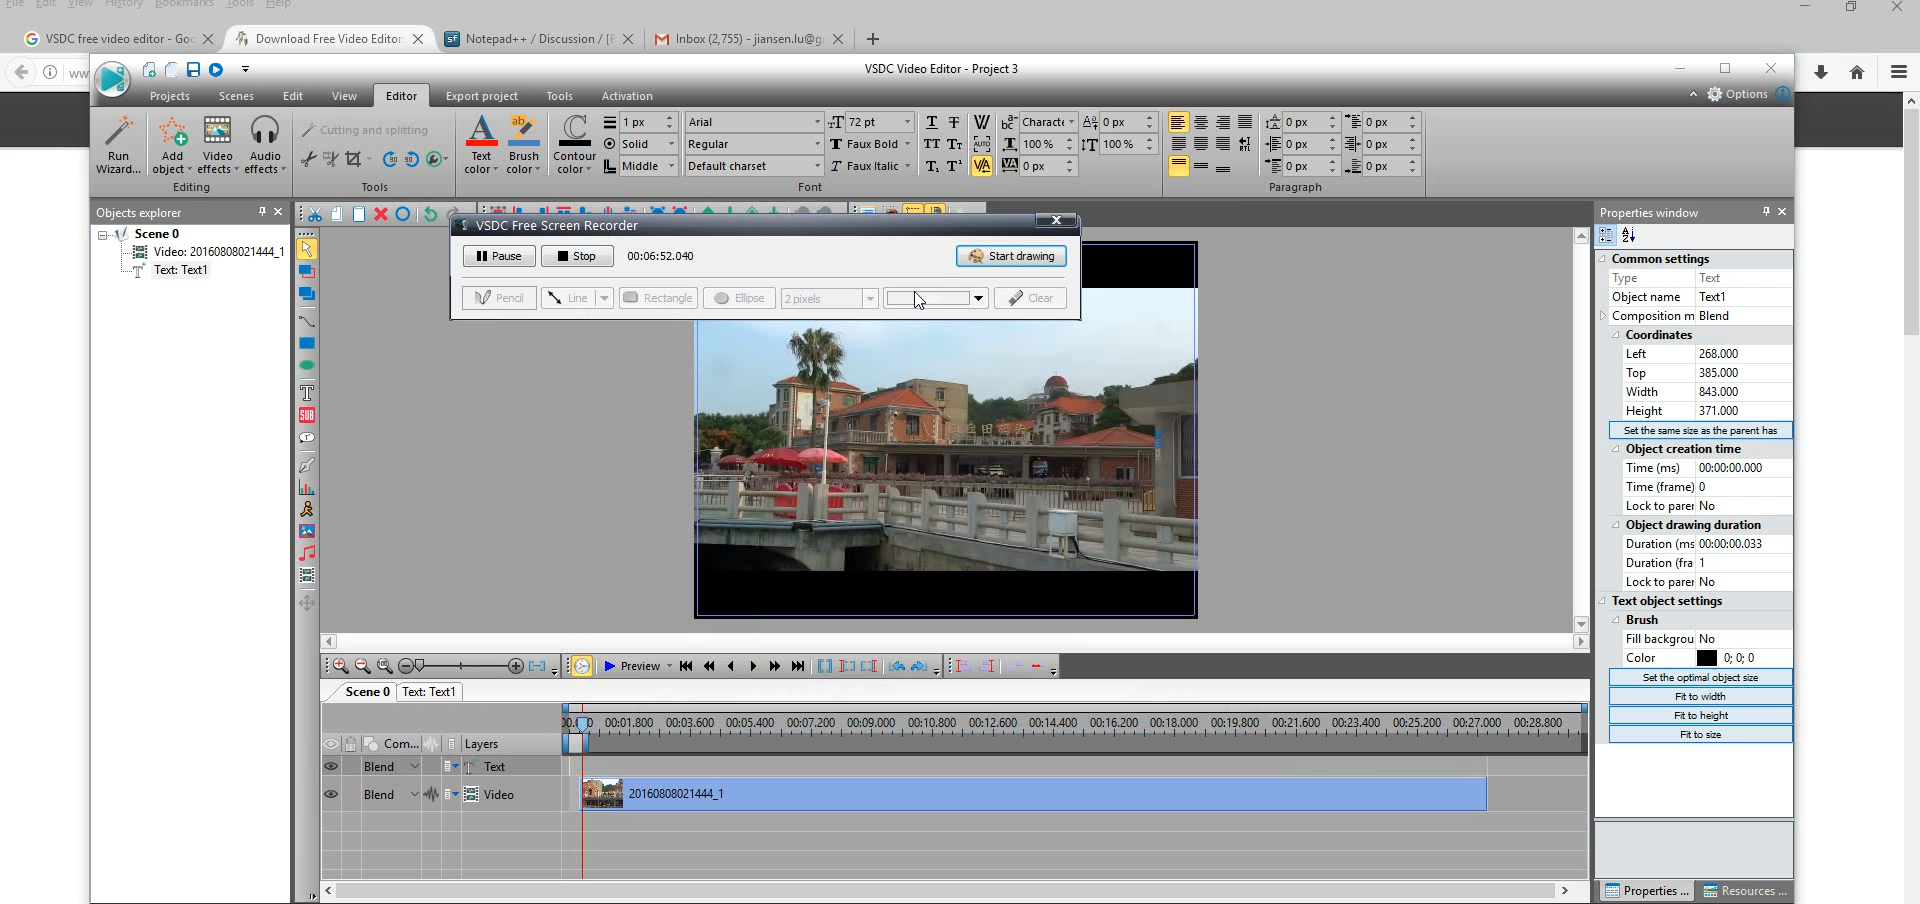 File Edit View History Bookmarks Tools Help
VSDC free video editor - Goo
Download Free Video Editor
Notep​ad++ / Discussion / [F
Inbox (2,755) - jiansen.lu@g
ww
VSDC Video Editor - Project 3
Projects Scenes Edit View Editor Export project Tools Activation
Options
Run Wizard...
Add object
Video effects
Audio effects
Editing
Cutting and splitting
Tools
Text color
Brush color
Contour color
1 px
Solid
Middle
Arial
Regular
Default charset
72 pt
Faux Bold
Faux Italic
Font
AUTO
Characte
100 %
0 px
0 px
100 %
0 px 0 px
0 px 0 px
0 px 0 px
Paragraph
Objects explorer
Scene 0
Video: 20160808021444_1
Text: Text1
SUB
VSDC Free Screen Recorder
Pause Stop 00:06:52.040 Start drawing
Pencil Line Rectangle Ellipse 2 pixels Clear
Properties window
Common settings
Type Text
Object name Text1
Composition m Blend
Coordinates
Left 268.000
Top 385.000
Width 843.000
Height 371.000
Set the same size as the parent has
Object creation time
Time (ms) 00:00:00.000
Time (frame) 0
Lock to parer No
Object drawing duration
Duration (ms 00:00:00.033
Duration (fra 1
Lock to parer No
Text object settings
Brush
Fill backgrou No
Color 0; 0; 0
Set the optimal object size
Fit to width
Fit to height
Fit to size
Properties ... Resources ...
Preview
Scene 0 Text: Text1
00:01.800 00:03.600 00:05.400 00:07.200 00:09.000 00:10.800 00:12.600 00:14.400 00:16.200 00:18.000 00:19.800 00:21.600 00:23.400 00:25.200 00:27.000 00:28.800
Com... Layers
Blend Text
Blend Video 20160808021444_1